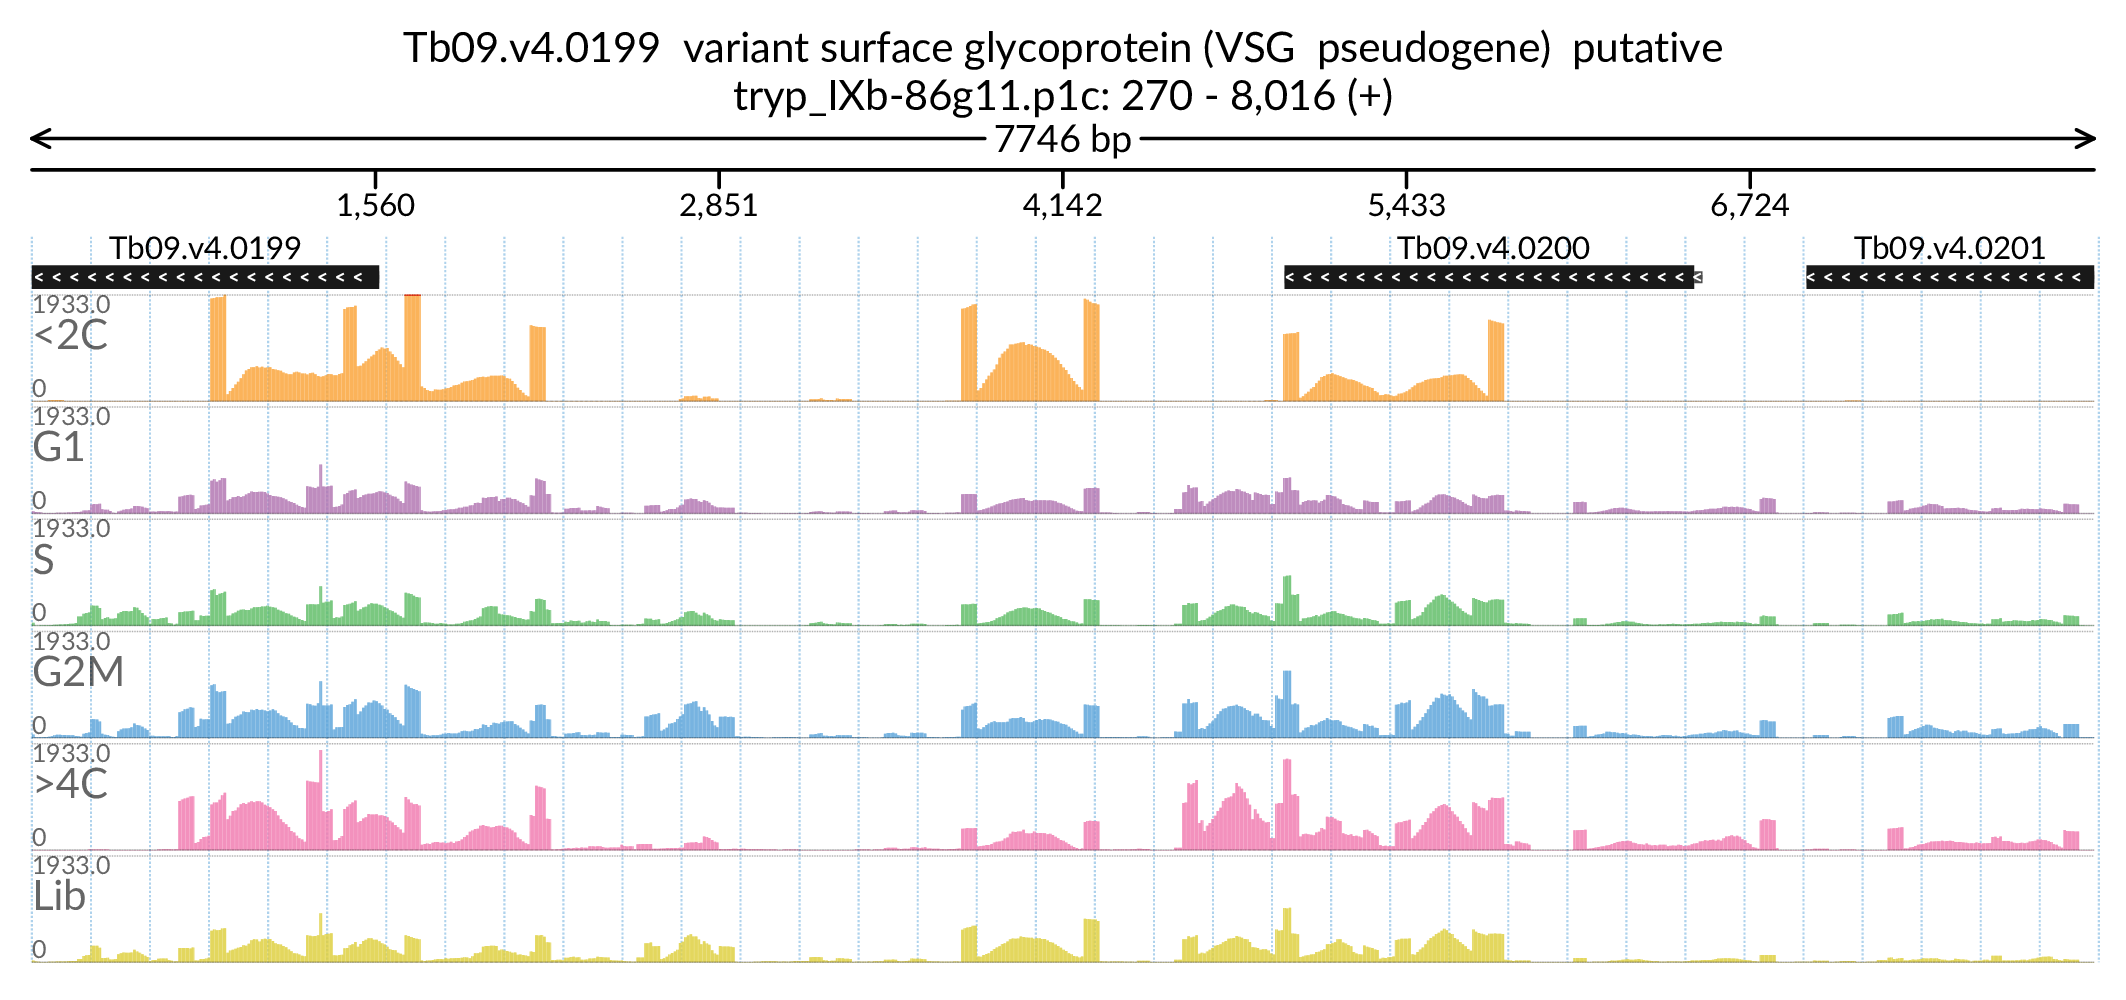 Tb09.v4.0199 variant surface glycoprotein (VSG pseudogene) putative
tryp_IXb-86g11.p1c: 270 - 8,016 (+)
7746 bp
1,560 2,851 4,142 5,433 6,724
Tb09.v4.0199 Tb09.v4.0200 Tb09.v4.0201
1933.0
<2C
0
1933.0
G1
0
1933.0
S
0
1933.0
G2M
0
1933.0
>4C
0
1933.0
Lib
0